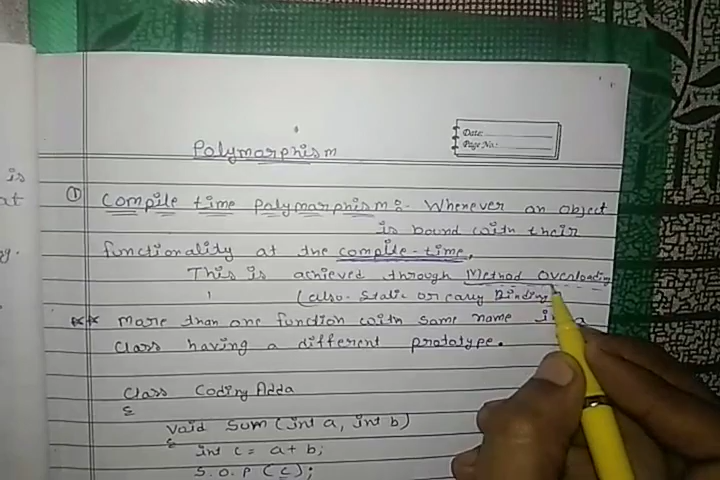 Date:
Page No.:
Polymorphism
is
at
① Compile time polymorphism :- Whenever an object
is bound with their
functionality at the compile-time.
This is achieved through Method Overloading
(also Static or early Binding
** More than one function with same name in a
class having a different prototype.
Class Coding Adda
{
void Sum (int a, int b)
{
int c = a + b;
S.O.P (c);